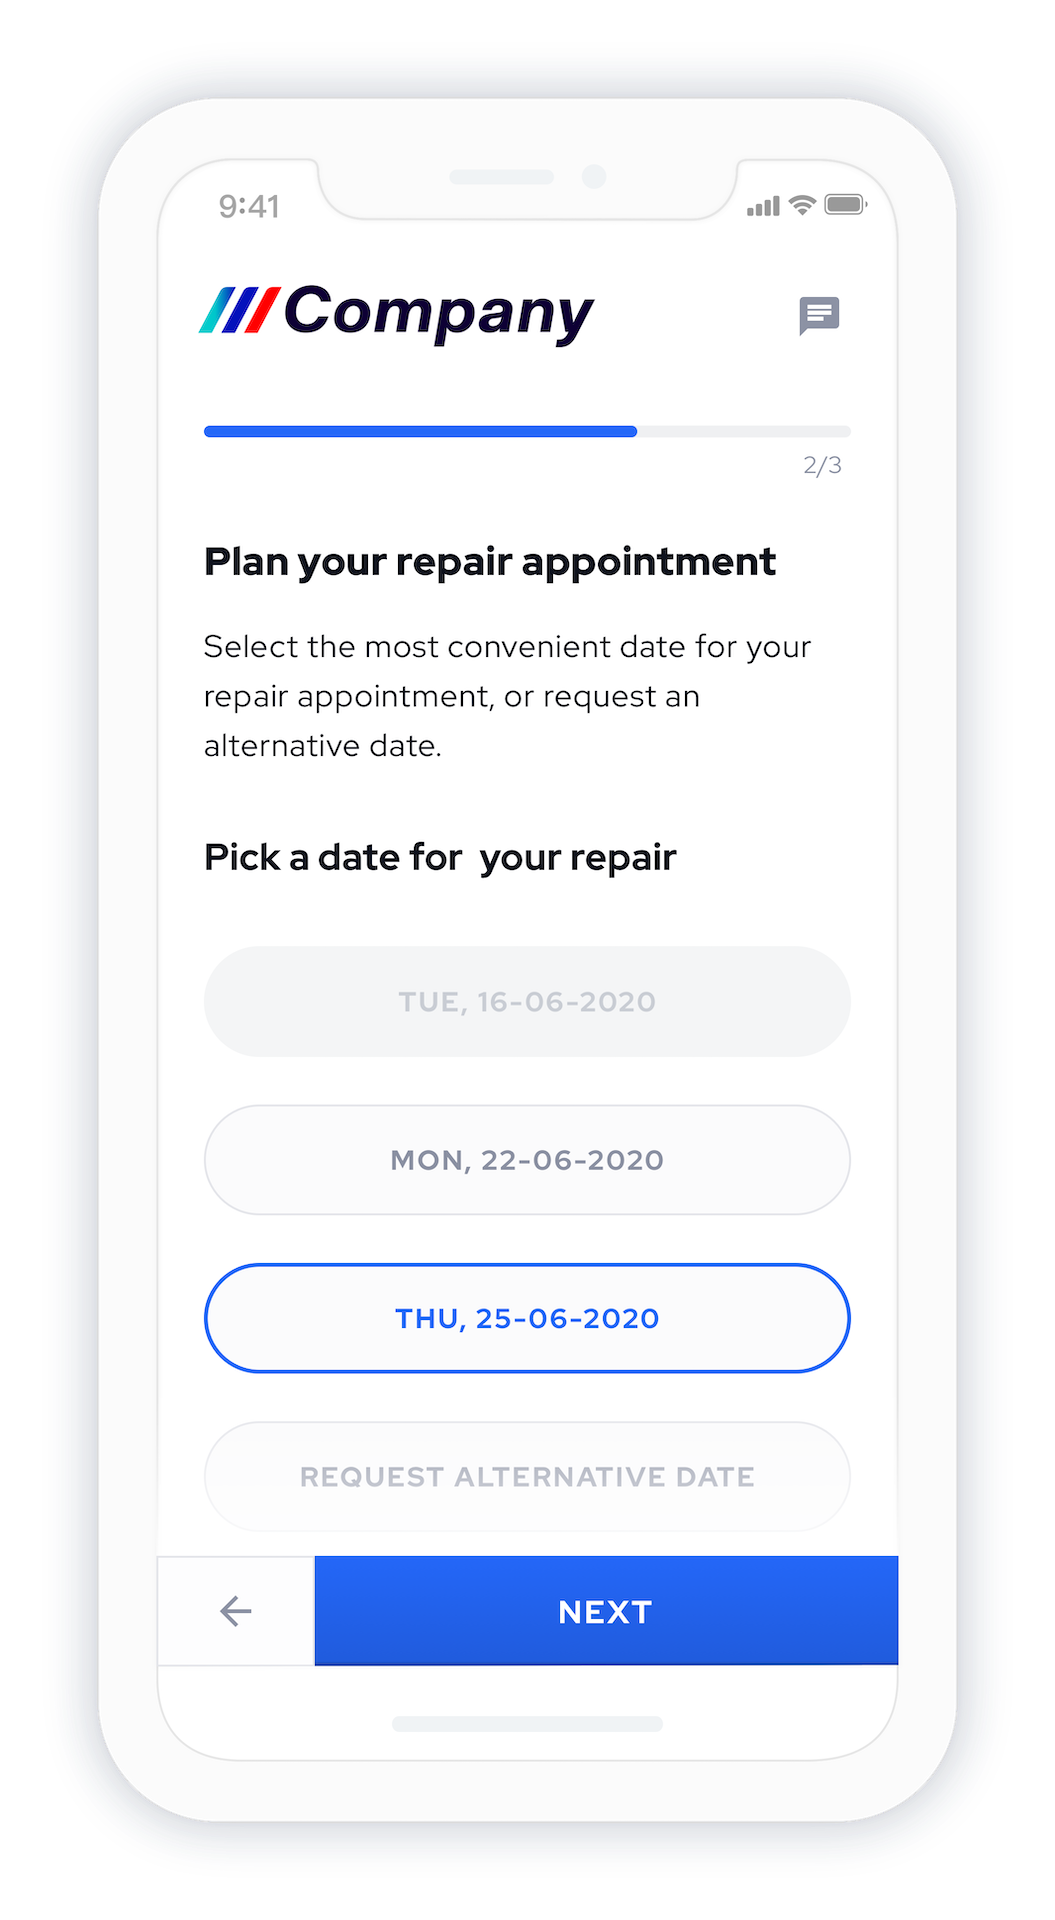 9:41
Company
2/3
Plan your repair appointment
Select the most convenient date for your
repair appointment, or request an
alternative date.
Pick a date for  your repair
TUE, 16-06-2020
MON, 22-06-2020
THU, 25-06-2020
REQUEST ALTERNATIVE DATE
NEXT